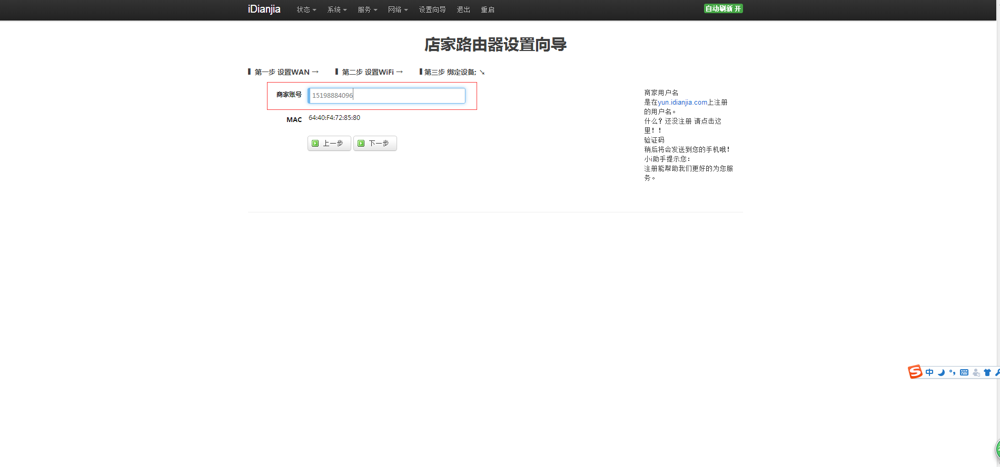 iDianjia 状态 系统 服务 网络 设置向导 退出 重启 自动刷新 开
店家路由器设置向导
第一步 设置WAN → 第二步 设置WiFi → 第三步 绑定设备; ↘
商家账号 15198884096
MAC 64:40:F4:72:85:80
上一步 下一步
商家用户名
是在yun.idianjia.com上注册
的用户名。
什么？还没注册 请点击这
里！！
验证码
稍后将会发送到您的手机哦！
小i助手提示您：
注册能帮助我们更好的为您服
务。
中